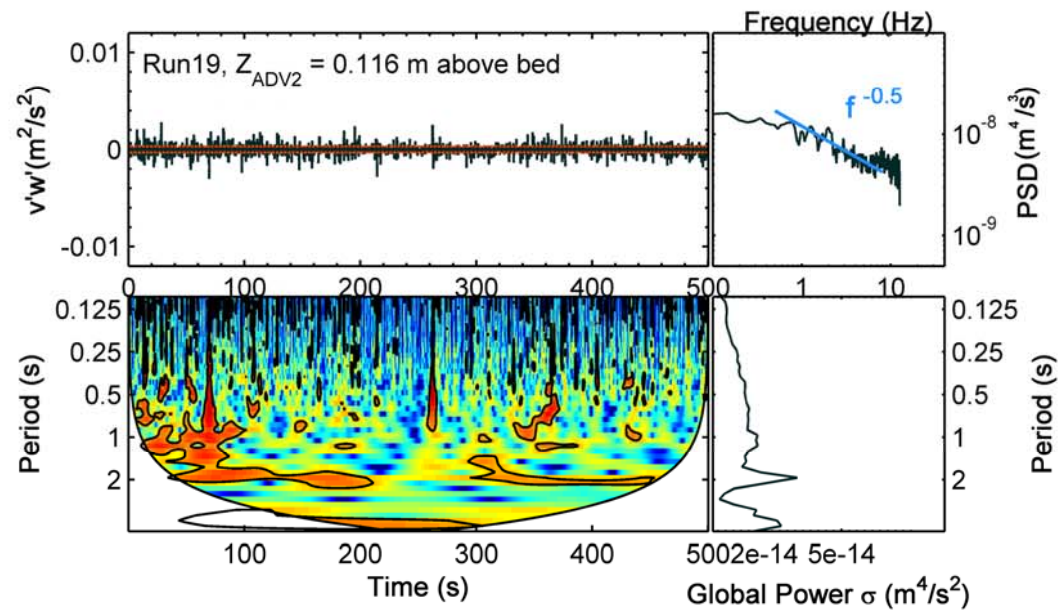 Frequency (Hz)
0.01
Run19, Z_ADV2 = 0.116 m above bed
f -0.5
v'w'(m²/s²)
0
10⁻⁸
PSD(m⁴/s³)
-0.01
10⁻⁹
0 100 200 300 400 500 1 10
0.125 0.125
0.25 0.25
0.5 0.5
Period (s)
1 1
Period (s)
2 2
100 200 300 400 5002e-14 5e-14
Time (s)
Global Power σ (m⁴/s²)